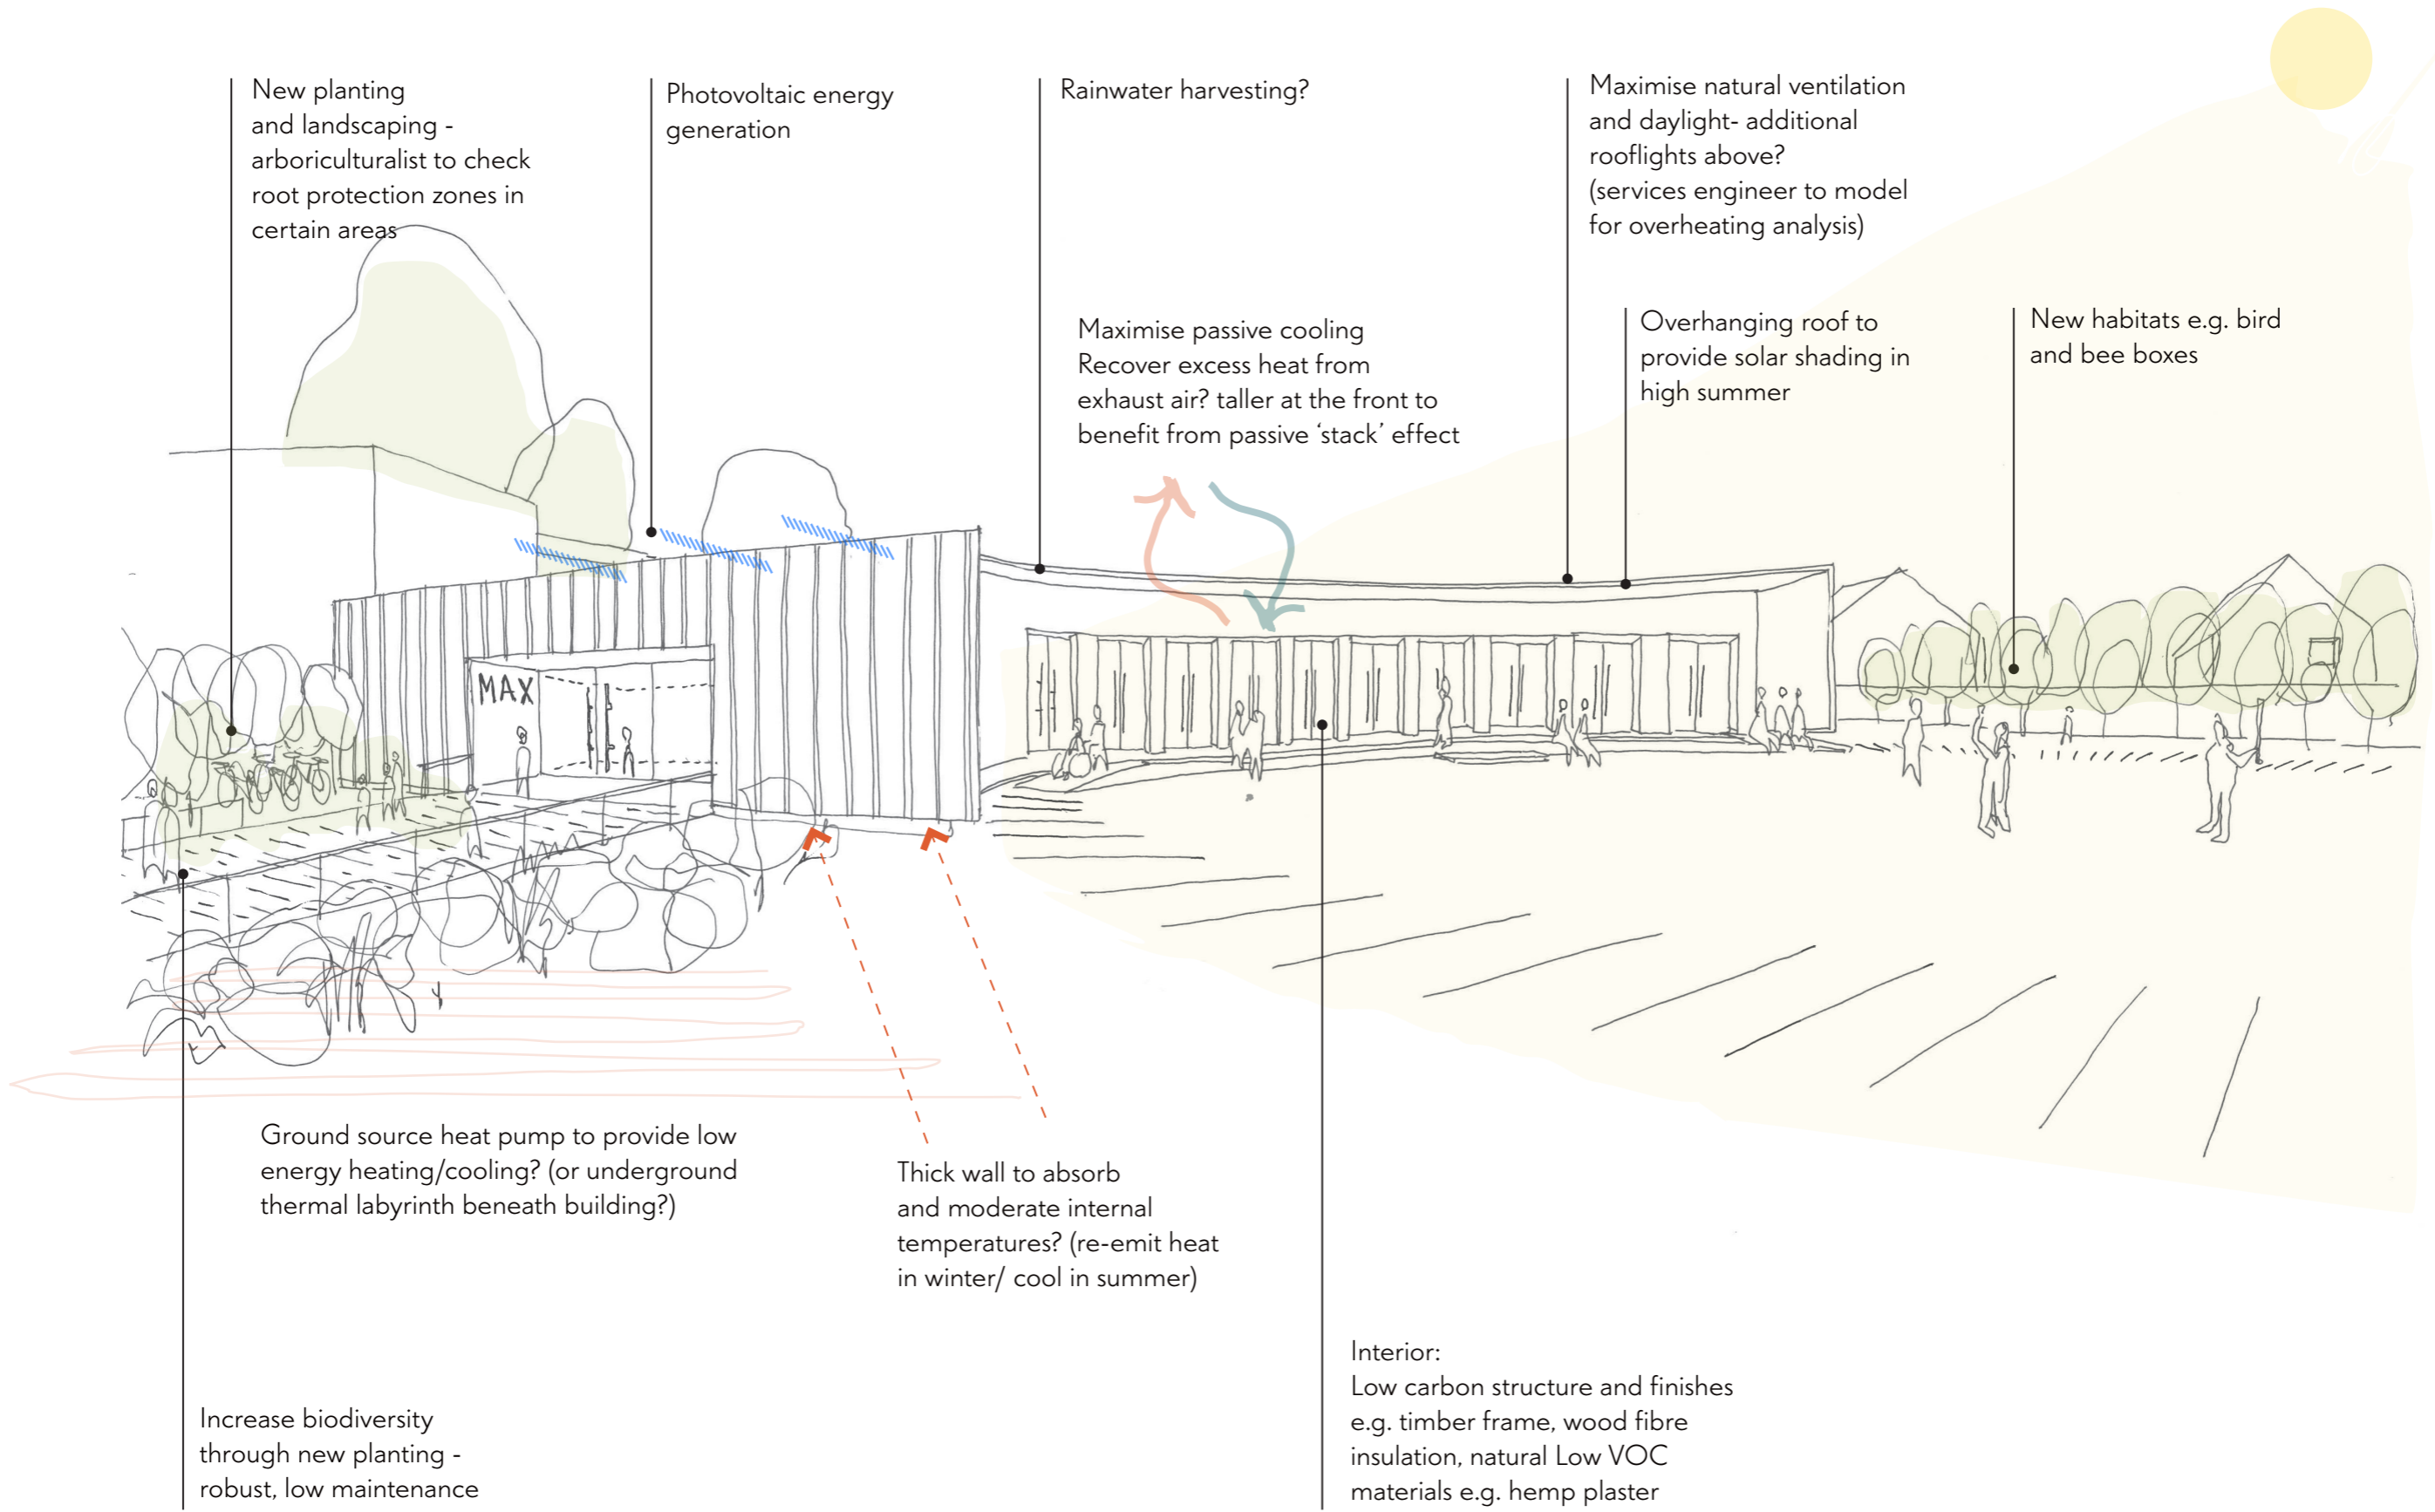 New planting
and landscaping -
arboriculturalist to check
root protection zones in
certain areas
Photovoltaic energy
generation
Rainwater harvesting?
Maximise natural ventilation
and daylight- additional
rooflights above?
(services engineer to model
for overheating analysis)
Maximise passive cooling
Recover excess heat from
exhaust air? taller at the front to
benefit from passive ‘stack’ effect
Overhanging roof to
provide solar shading in
high summer
New habitats e.g. bird
and bee boxes
MAX
Ground source heat pump to provide low
energy heating/cooling? (or underground
thermal labyrinth beneath building?)
Thick wall to absorb
and moderate internal
temperatures? (re-emit heat
in winter/ cool in summer)
Increase biodiversity
through new planting -
robust, low maintenance
Interior:
Low carbon structure and finishes
e.g. timber frame, wood fibre
insulation, natural Low VOC
materials e.g. hemp plaster